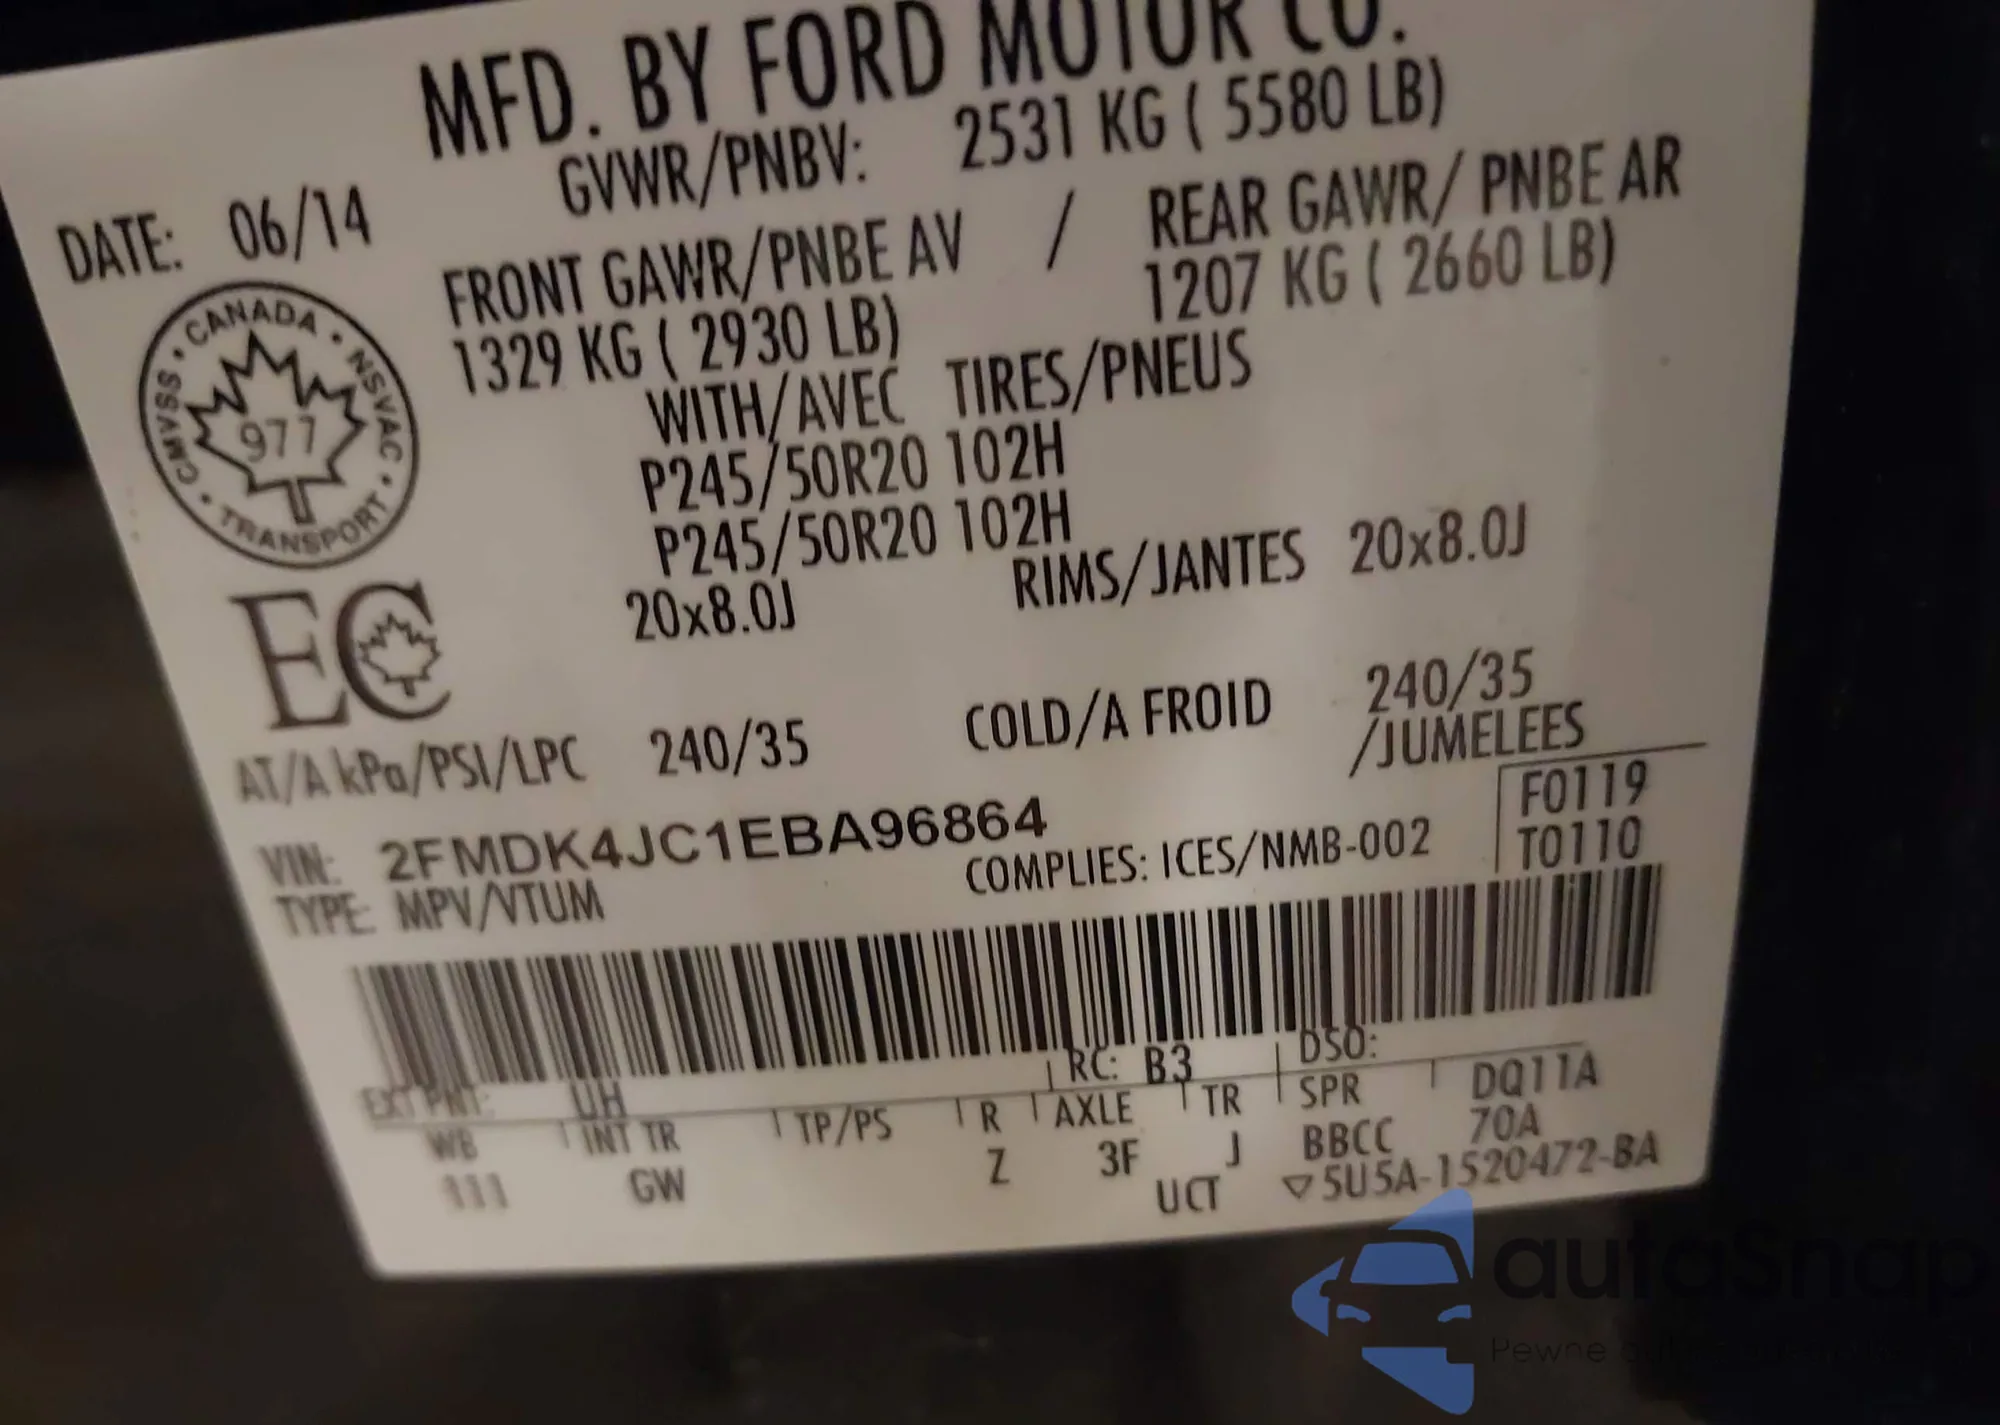 MFD. BY FORD MOTOR CO.
DATE: 06/14
GVWR/PNBV: 2531 KG ( 5580 LB)
FRONT GAWR/PNBE AV / REAR GAWR/ PNBE AR
1329 KG ( 2930 LB) 1207 KG ( 2660 LB)
WITH/AVEC TIRES/PNEUS
P245/50R20 102H
P245/50R20 102H
20x8.0J RIMS/JANTES 20x8.0J
CMVSS • CANADA • NSVAC • TRANSPORT •
977
EC
AT/A kPa/PSI/LPC 240/35 COLD/A FROID 240/35
/JUMELEES
VIN: 2FMDK4JC1EBA96864
F0119
TYPE: MPV/VTUM COMPLIES: ICES/NMB-002
T0110
EXT PNT: UH RC: B3 DSO:
WB INT TR TP/PS R AXLE TR SPR DQ11A
111 GW Z 3F J BBCC 70A
UCT ▽5U5A-1520472-BA
autaSnap
Pewne